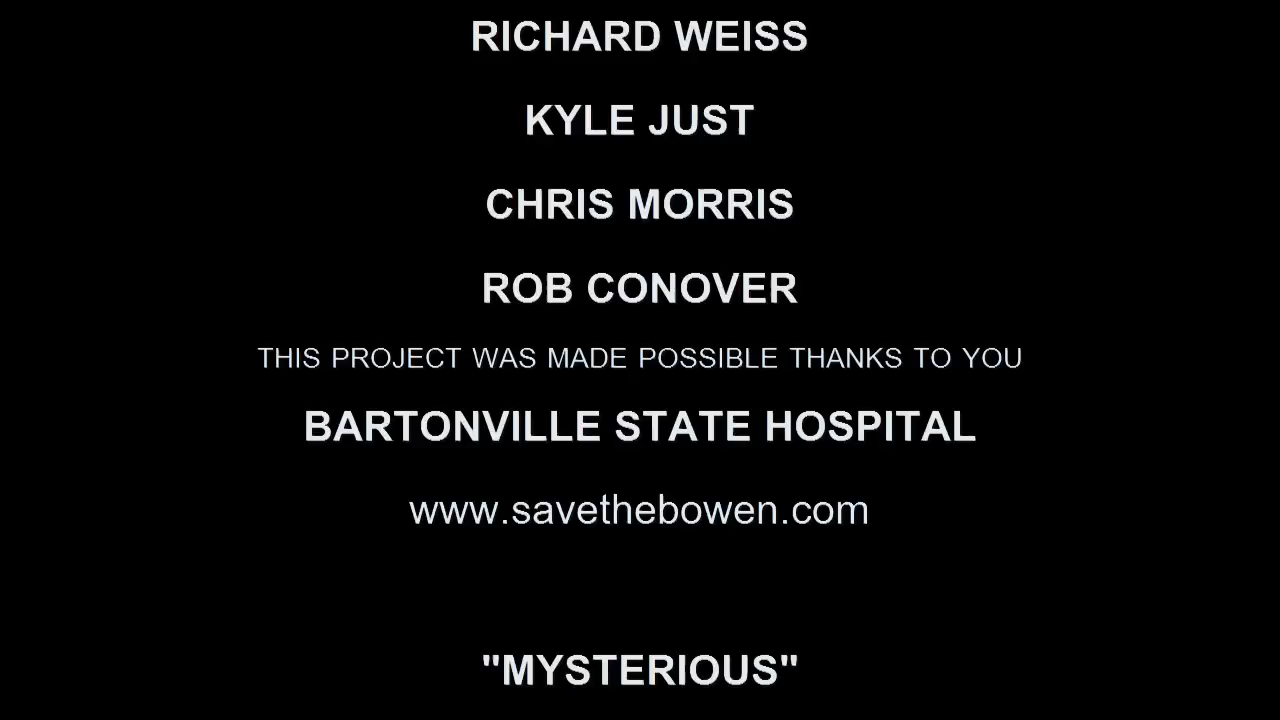 RICHARD WEISS
KYLE JUST
CHRIS MORRIS
ROB CONOVER
THIS PROJECT WAS MADE POSSIBLE THANKS TO YOU
BARTONVILLE STATE HOSPITAL
www.savethebowen.com
"MYSTERIOUS"